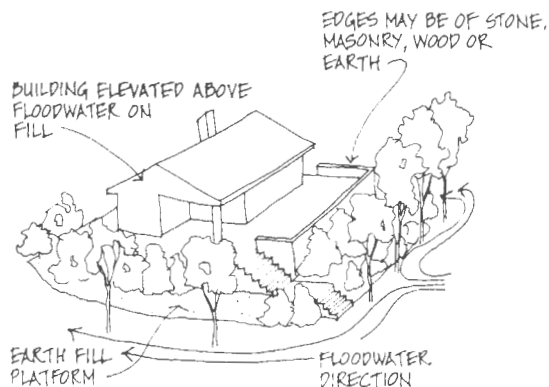 EDGES MAY BE OF STONE,
MASONRY, WOOD OR
EARTH
BUILDING ELEVATED ABOVE
FLOODWATER ON
FILL
EARTH FILL
PLATFORM
FLOODWATER
DIRECTION